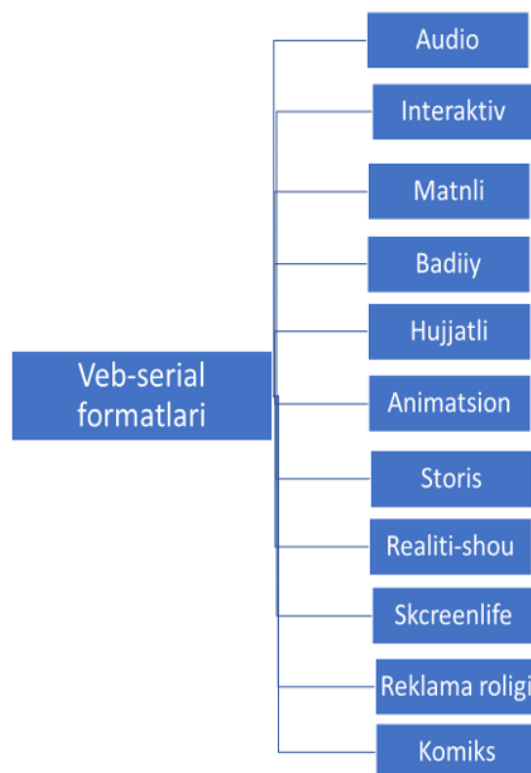 Audio
Interaktiv
Matnli
Badiiy
Hujjatli
Veb-serial
formatlari
Animatsion
Storis
Realiti-shou
Skcreenlife
Reklama roligi
Komiks